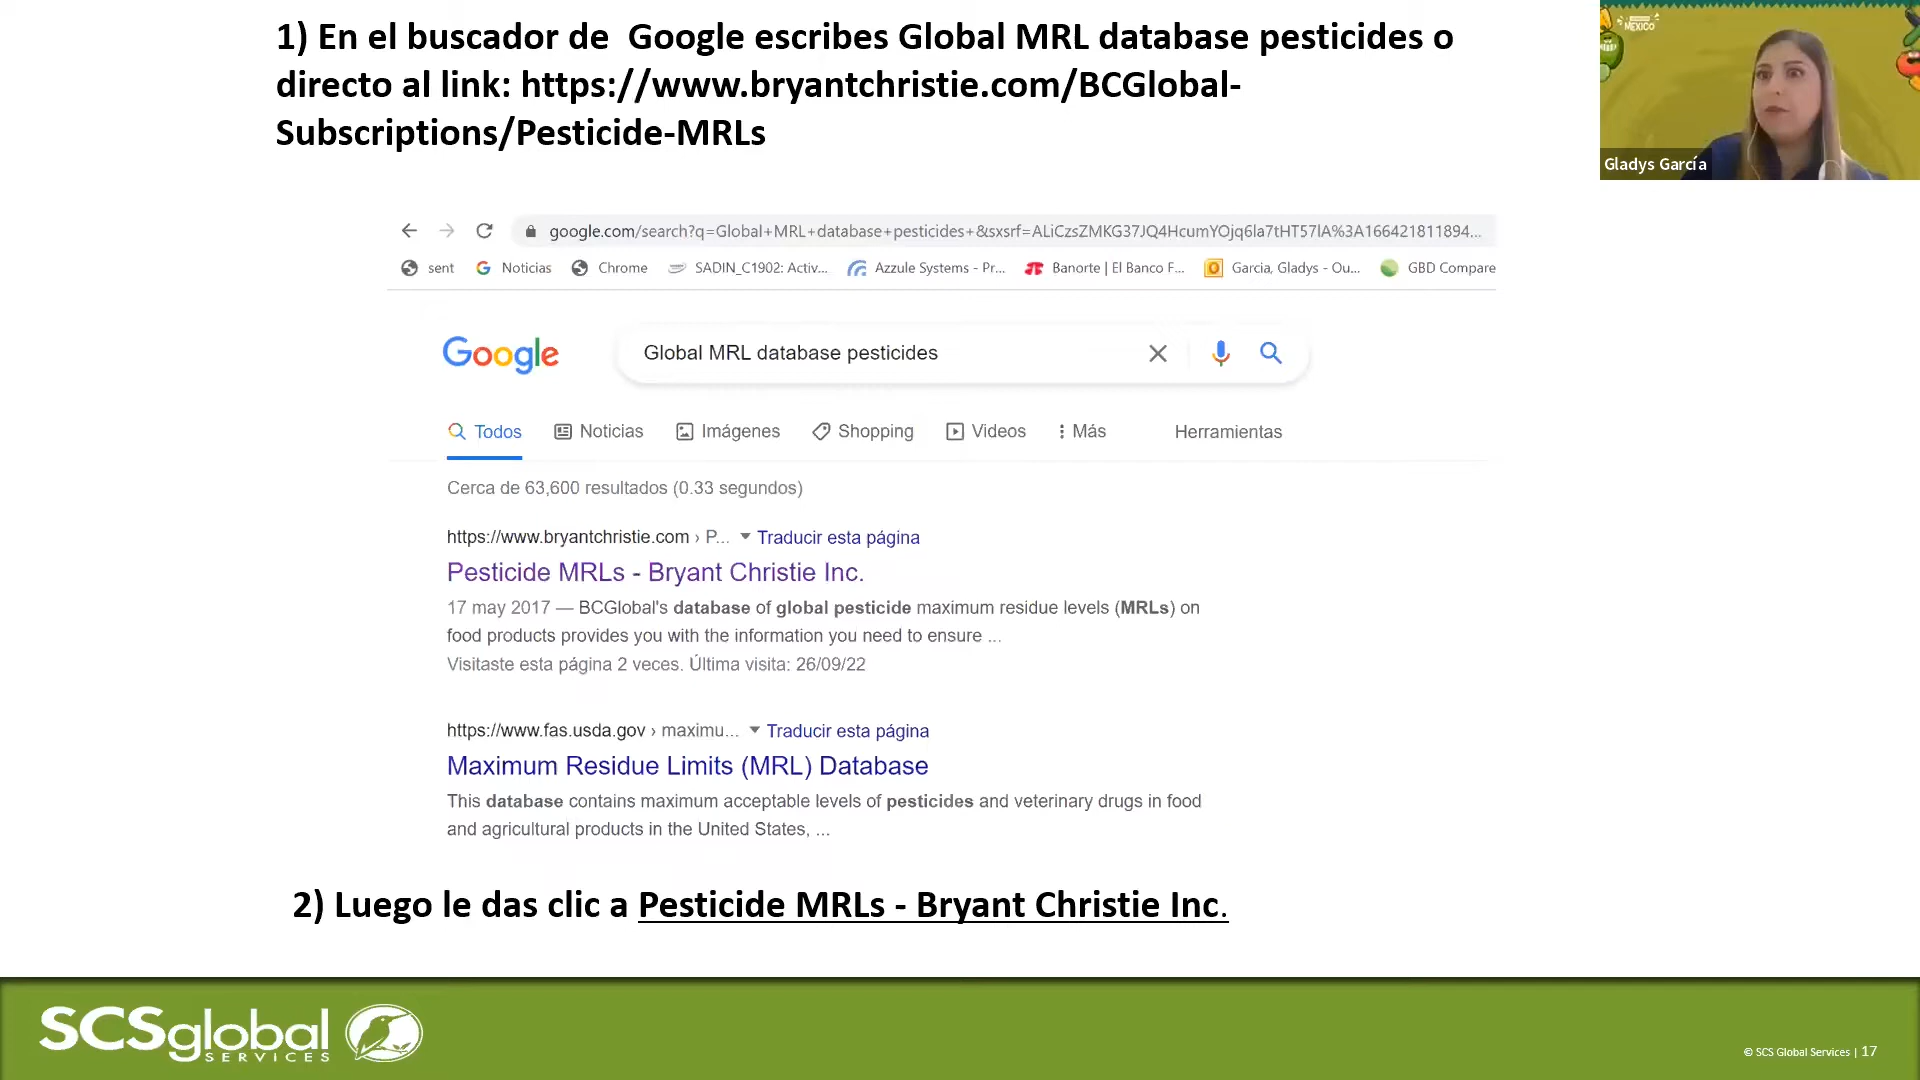 1) En el buscador de  Google escribes Global MRL database pesticides o
directo al link: https://www.bryantchristie.com/BCGlobal-
Subscriptions/Pesticide-MRLs
MEXICO
Gladys García
google.com/search?q=Global+MRL+database+pesticides+&sxsrf=ALiCzsZMKG37JQ4HcumYOjq6la7tHT57lA%3A166421811894...
sent Noticias Chrome SADIN_C1902: Activ... Azzule Systems - Pr... Banorte | El Banco F... Garcia, Gladys - Ou... GBD Compare
Google Global MRL database pesticides
Todos Noticias Imágenes Shopping Videos Más Herramientas
Cerca de 63,600 resultados (0.33 segundos)
https://www.bryantchristie.com › P... Traducir esta página
Pesticide MRLs - Bryant Christie Inc.
17 may 2017 — BCGlobal's database of global pesticide maximum residue levels (MRLs) on
food products provides you with the information you need to ensure ...
Visitaste esta página 2 veces. Última visita: 26/09/22
https://www.fas.usda.gov › maximu... Traducir esta página
Maximum Residue Limits (MRL) Database
This database contains maximum acceptable levels of pesticides and veterinary drugs in food
and agricultural products in the United States, ...
2) Luego le das clic a Pesticide MRLs - Bryant Christie Inc.
SCSglobal
SERVICES
© SCS Global Services | 17